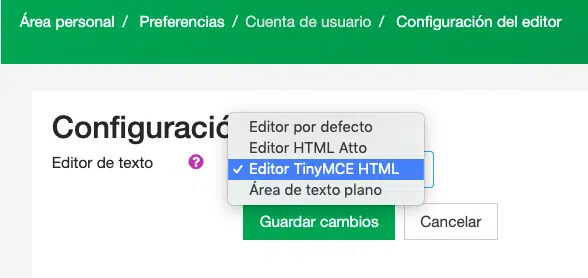 Área personal / Preferencias / Cuenta de usuario / Configuración del editor
Configuració
Editor de texto ?
Editor por defecto
Editor HTML Atto
✓ Editor TinyMCE HTML
Área de texto plano
Guardar cambios Cancelar